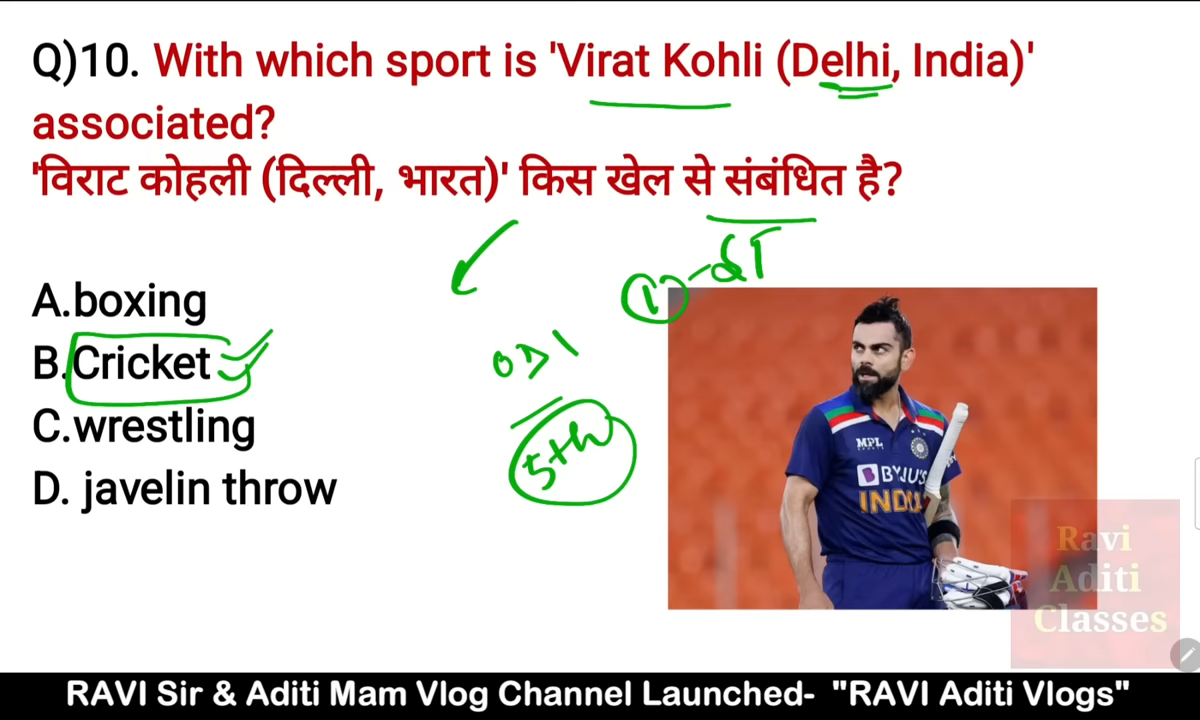 Q)10. With which sport is 'Virat Kohli (Delhi, India)'
associated?
'विराट कोहली (दिल्ली, भारत)' किस खेल से संबंधित है?
A.boxing
B.Cricket
C.wrestling
D. javelin throw
ODI
5th
MPL
BYJU'S
INDIA
Ravi
Aditi
Classes
RAVI Sir & Aditi Mam Vlog Channel Launched- "RAVI Aditi Vlogs"